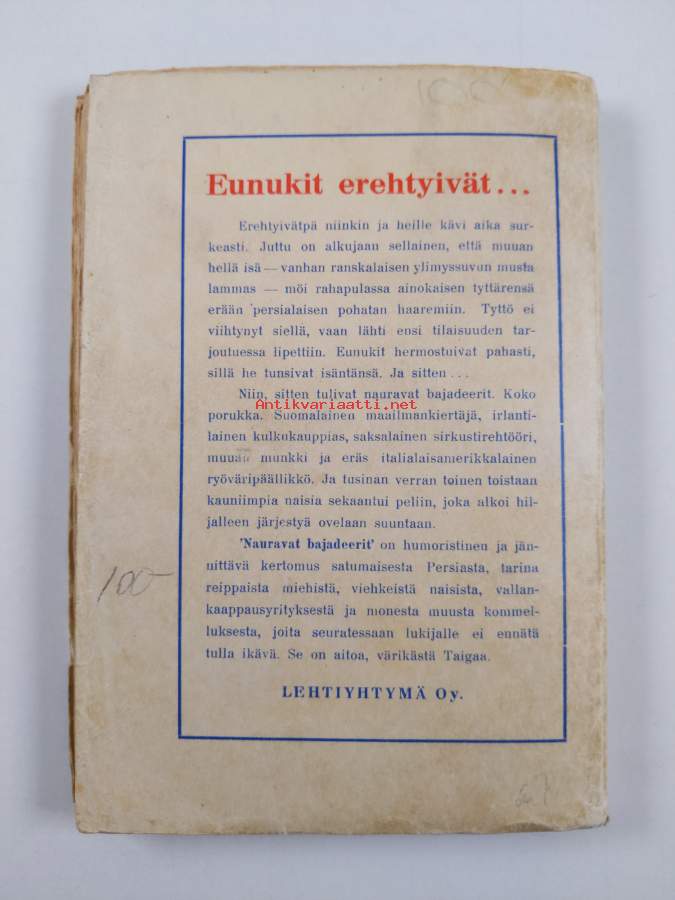 100
Eunukit erehtyivät...
Erehtyivätpä niinkin ja heille kävi aika sur-
keasti. Juttu on alkujaan sellainen, että muuan
hellä isä — vanhan ranskalaisen ylimyssuvun musta
lammas — möi rahapulassa ainokaisen tyttärensä
erään persialaisen pohatan haaremiin. Tyttö ei
viihtynyt siellä, vaan lähti ensi tilaisuuden tar-
joutuessa lipettiin. Eunukit hermostuivat pahasti,
sillä he tunsivat isäntänsä. Ja sitten...
Niin, sitten tulivat nauravat bajadeerit. Koko
Antikvariaatti.net
porukka. Suomalainen maailmankiertäjä, irlanti-
lainen kulkukauppias, saksalainen sirkustirehtööri,
muuan munkki ja eräs italialaisamerikkalainen
ryöväripäällikkö. Ja tusinan verran toinen toistaan
kauniimpia naisia sekaantui peliin, joka alkoi hil-
jalleen järjestyä ovelaan suuntaan.
'Nauravat bajadeerit' on humoristinen ja jän-
nittävä kertomus satumaisesta Persiasta, tarina
reippaista miehistä, viehkeistä naisista, vallan-
kaappausyrityksestä ja monesta muusta kommel-
luksesta, joita seuratessaan lukijalle ei ennätä
tulla ikävä. Se on aitoa, värikästä Taigaa.
LEHTIYHTYMÄ Oy.
100-